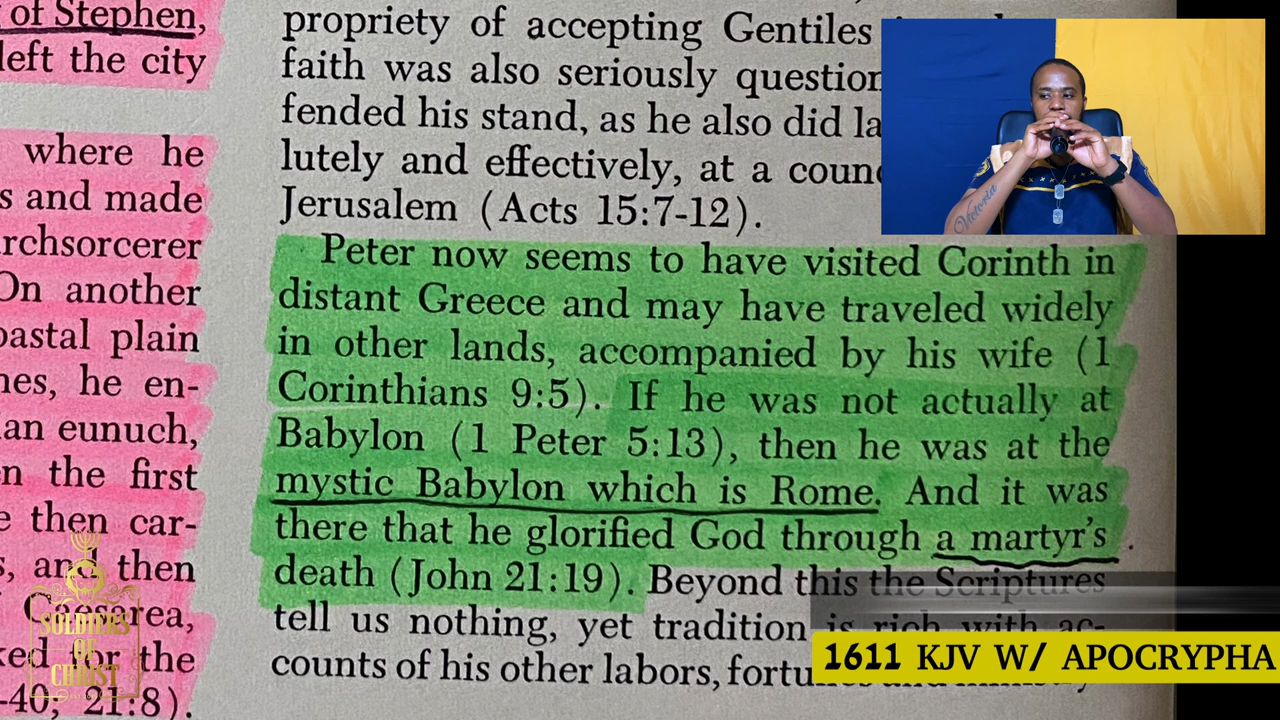 of Stephen,
left the city
where he
s and made
rchsorcerer
On another
oastal plain
nes, he en-
an eunuch,
n the first
e then car-
s, and then
Caesarea,
ked for the
-40; 21:8).
propriety of accepting Gentiles
faith was also seriously question
fended his stand, as he also did la
lutely and effectively, at a counc
Jerusalem (Acts 15:7-12).
Peter now seems to have visited Corinth in
distant Greece and may have traveled widely
in other lands, accompanied by his wife (1
Corinthians 9:5). If he was not actually at
Babylon (1 Peter 5:13), then he was at the
mystic Babylon which is Rome. And it was
there that he glorified God through a martyr's
death (John 21:19). Beyond this the Scriptures
tell us nothing, yet tradition is rich with ac-
counts of his other labors,
Victoria
SOLDIERS
OF
CHRIST
1611 KJV W/ APOCRYPHA